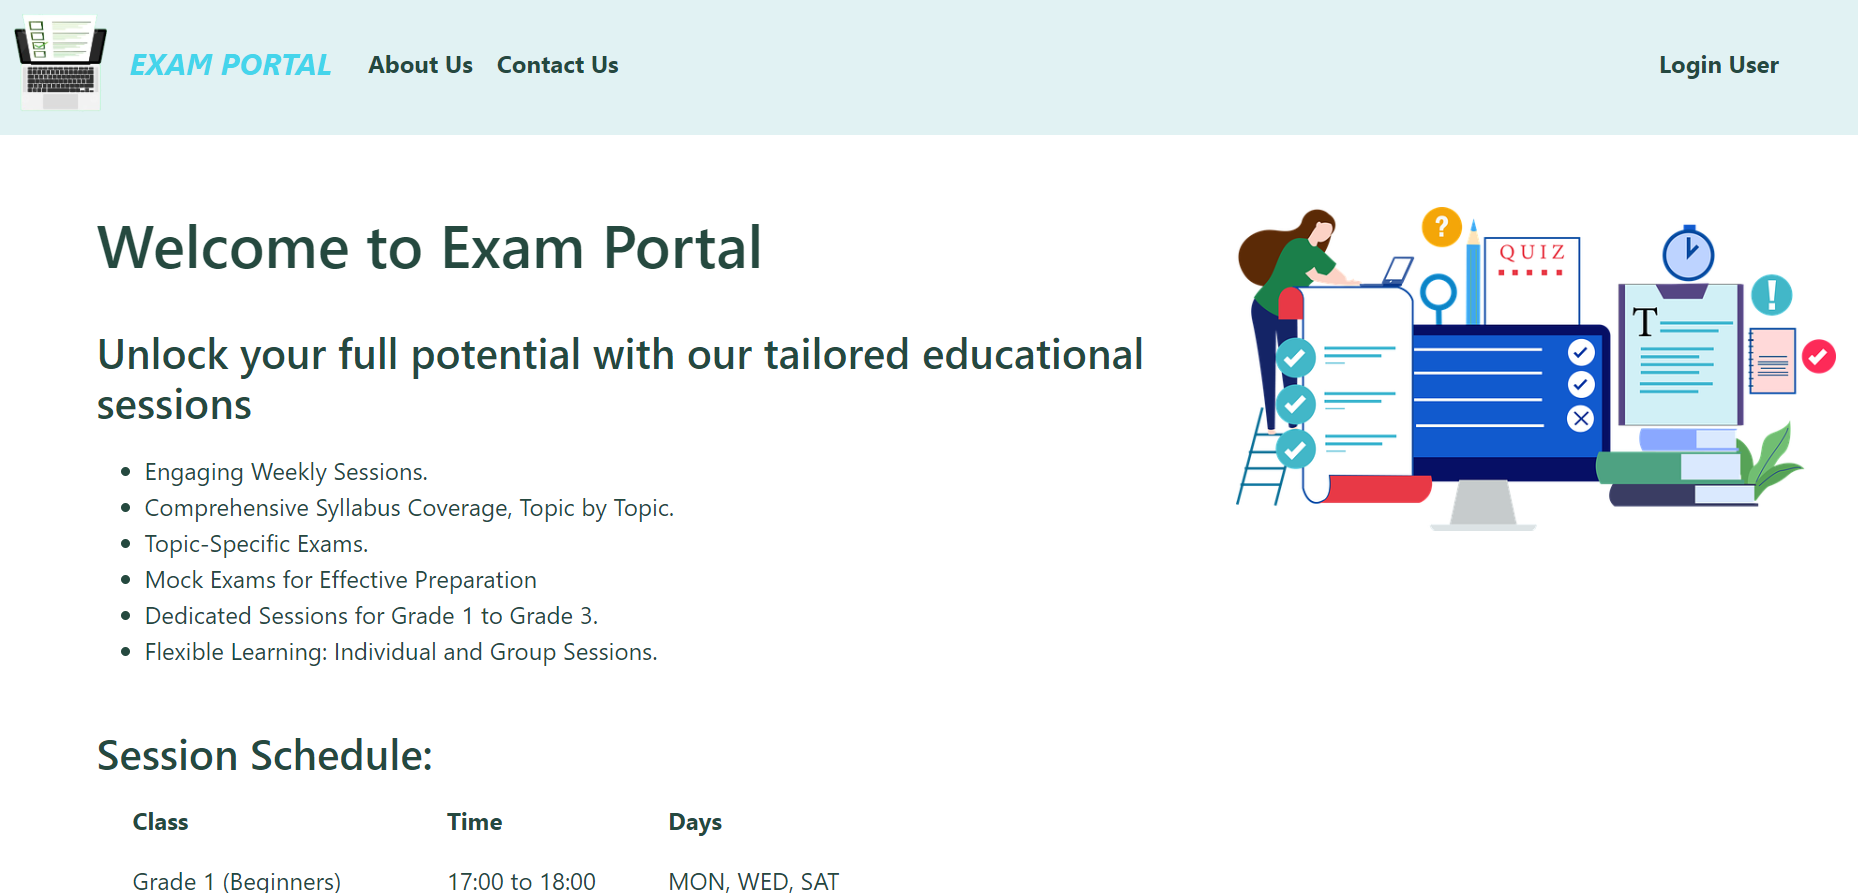 EXAM PORTAL
About Us
Contact Us
Login User
Welcome to Exam Portal
Unlock your full potential with our tailored educational
sessions
Engaging Weekly Sessions.
Comprehensive Syllabus Coverage, Topic by Topic.
Topic-Specific Exams.
Mock Exams for Effective Preparation
Dedicated Sessions for Grade 1 to Grade 3.
Flexible Learning: Individual and Group Sessions.
?
QUIZ
!
T
Session Schedule:
Class Time Days
Grade 1 (Beginners) 17:00 to 18:00 MON, WED, SAT